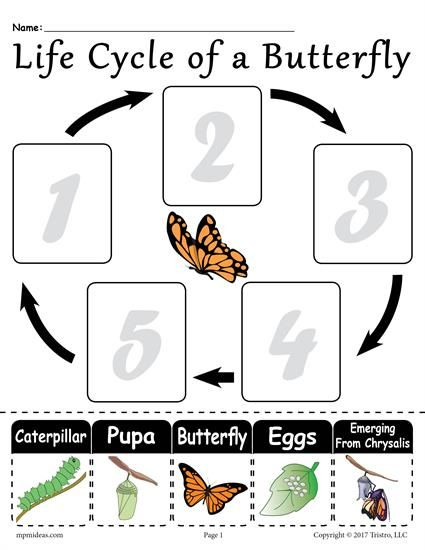 Name:
Life Cycle of a Butterfly
1
2
3
4
5
Caterpillar
Pupa
Butterfly
Eggs
Emerging
From Chrysalis
mpmideas.com
Page 1
Copyright © 2017 Tristro, LLC